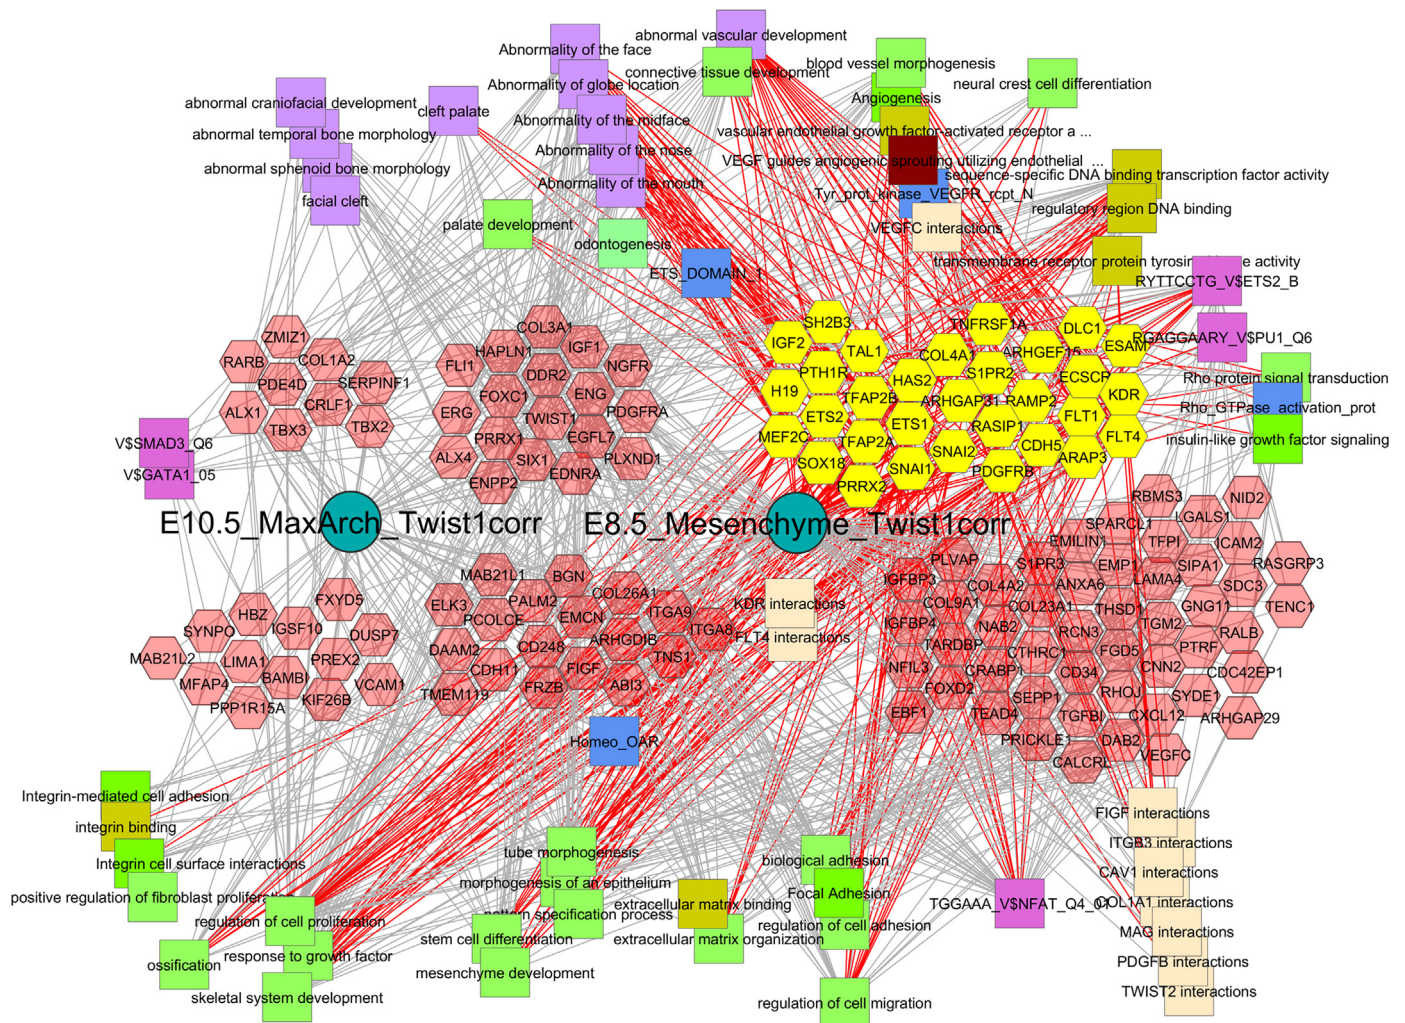 Abnormality of the face
abnormal vascular development
Abnormality of globe location
connective tissue development
blood vessel morphogenesis
neural crest cell differentiation
abnormal craniofacial development
cleft palate
Angiogenesis
abnormal temporal bone morphology
Abnormality of the midface
vascular endothelial growth factor-activated receptor a ...
Abnormality of the nose
VEGF guides angiogenic sprouting utilizing endothelial ...
abnormal sphenoid bone morphology
sequence-specific DNA binding transcription factor activity
Abnormality of the mouth
Tyr_prot_kinase_VEGFR_rcpt_N
facial cleft
regulatory region DNA binding
palate development
VEGFC interactions
odontogenesis
transmembrane receptor protein tyrosine kinase activity
ETS_DOMAIN_1
RYTTCCTG_V$ETS2_B
RGAGGAARY_V$PU1_Q6
Rho protein signal transduction
Rho_GTPase_activation_prot
insulin-like growth factor signaling
V$SMAD3_Q6
V$GATA1_05
ZMIZ1
RARB
COL1A2
PDE4D
SERPINF1
ALX1
CRLF1
TBX3
TBX2
COL3A1
HAPLN1
IGF1
FLI1
DDR2
NGFR
FOXC1
ENG
ERG
TWIST1
PDGFRA
PRRX1
EGFL7
ALX4
SIX1
PLXND1
ENPP2
EDNRA
SH2B3
TNFRSF1A
IGF2
DLC1
TAL1
COL4A1
ARHGEF15
ESAM
PTH1R
S1PR2
H19
HAS2
ECSCR
TFAP2B
ARHGAP31
RAMP2
KDR
ETS2
ETS1
RASIP1
FLT1
MEF2C
TFAP2A
SNAI2
CDH5
FLT4
SOX18
SNAI1
PDGFRB
ARAP3
PRRX2
E10.5_MaxArch_Twist1corr
E8.5_Mesenchyme_Twist1corr
FXYD5
HBZ
SYNPO
IGSF10
DUSP7
MAB21L2
LIMA1
PREX2
MFAP4
BAMBI
VCAM1
PPP1R15A
KIF26B
MAB21L1
BGN
ELK3
PALM2
COL26A1
PCOLCE
EMCN
ITGA9
DAAM2
CD248
ARHGDIB
ITGA8
CDH11
FIGF
TNS1
TMEM119
FRZB
ABI3
KDR interactions
FLT4 interactions
Homeo_OAR
RBMS3
NID2
SPARCL1
LGALS1
EMILIN1
TFPI
ICAM2
PLVAP
S1PR3
EMP1
SIPA1
RASGRP3
IGFBP3
COL4A2
ANXA6
LAMA4
SDC3
COL9A1
COL23A1
THSD1
GNG11
TENC1
IGFBP4
NAB2
RCN3
TGM2
RALB
TARDBP
CTHRC1
FGD5
PTRF
NFIL3
CRABP1
CD34
CNN2
CDC42EP1
FOXD2
SEPP1
RHOJ
SYDE1
EBF1
TEAD4
TGFBI
CXCL12
ARHGAP29
PRICKLE1
DAB2
VEGFC
CALCRL
Integrin-mediated cell adhesion
integrin binding
Integrin cell surface interactions
positive regulation of fibroblast proliferation
regulation of cell proliferation
response to growth factor
ossification
skeletal system development
tube morphogenesis
morphogenesis of an epithelium
pattern specification process
stem cell differentiation
mesenchyme development
extracellular matrix binding
extracellular matrix organization
biological adhesion
Focal Adhesion
regulation of cell adhesion
regulation of cell migration
TGGAAA_V$NFAT_Q4_01
FIGF interactions
ITGB3 interactions
CAV1 interactions
COL1A1 interactions
MAG interactions
PDGFB interactions
TWIST2 interactions